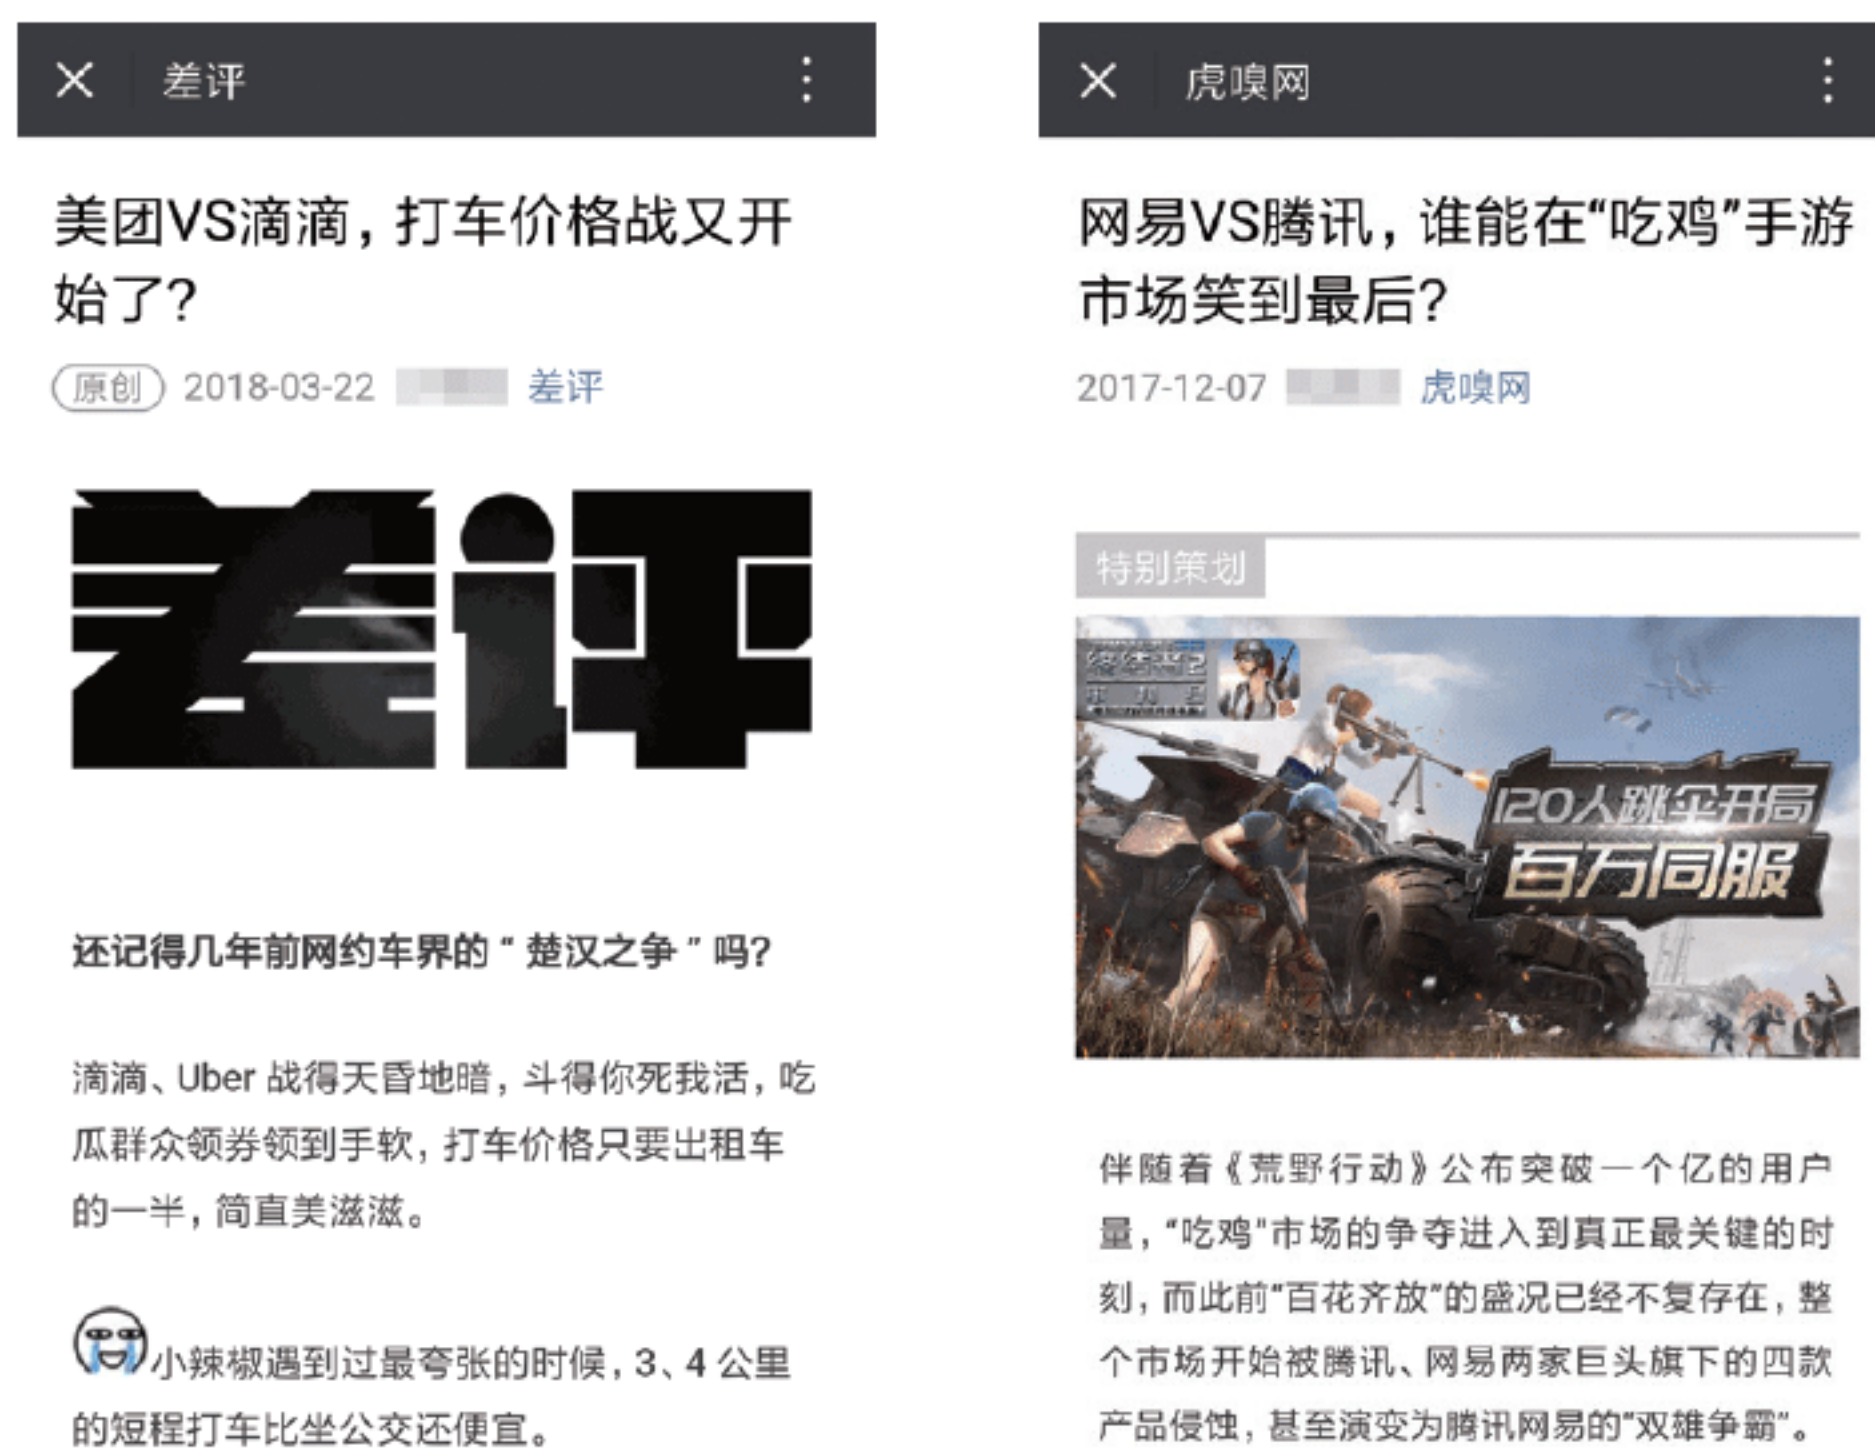 差评
美团VS滴滴，打车价格战又开
始了？
原创 2018-03-22 差评
差评
还记得几年前网约车界的“楚汉之争”吗？
滴滴、Uber 战得天昏地暗，斗得你死我活，吃
瓜群众领券领到手软，打车价格只要出租车
的一半，简直美滋滋。
小辣椒遇到过最夸张的时候，3、4 公里
的短程打车比坐公交还便宜。
虎嗅网
网易VS腾讯，谁能在“吃鸡”手游
市场笑到最后？
2017-12-07 虎嗅网
特别策划
终结者2
审判日
120人跳伞开局
百万同服
伴随着《荒野行动》公布突破一个亿的用户
量，“吃鸡”市场的争夺进入到真正最关键的时
刻，而此前“百花齐放”的盛况已经不复存在，整
个市场开始被腾讯、网易两家巨头旗下的四款
产品侵蚀，甚至演变为腾讯网易的“双雄争霸”。